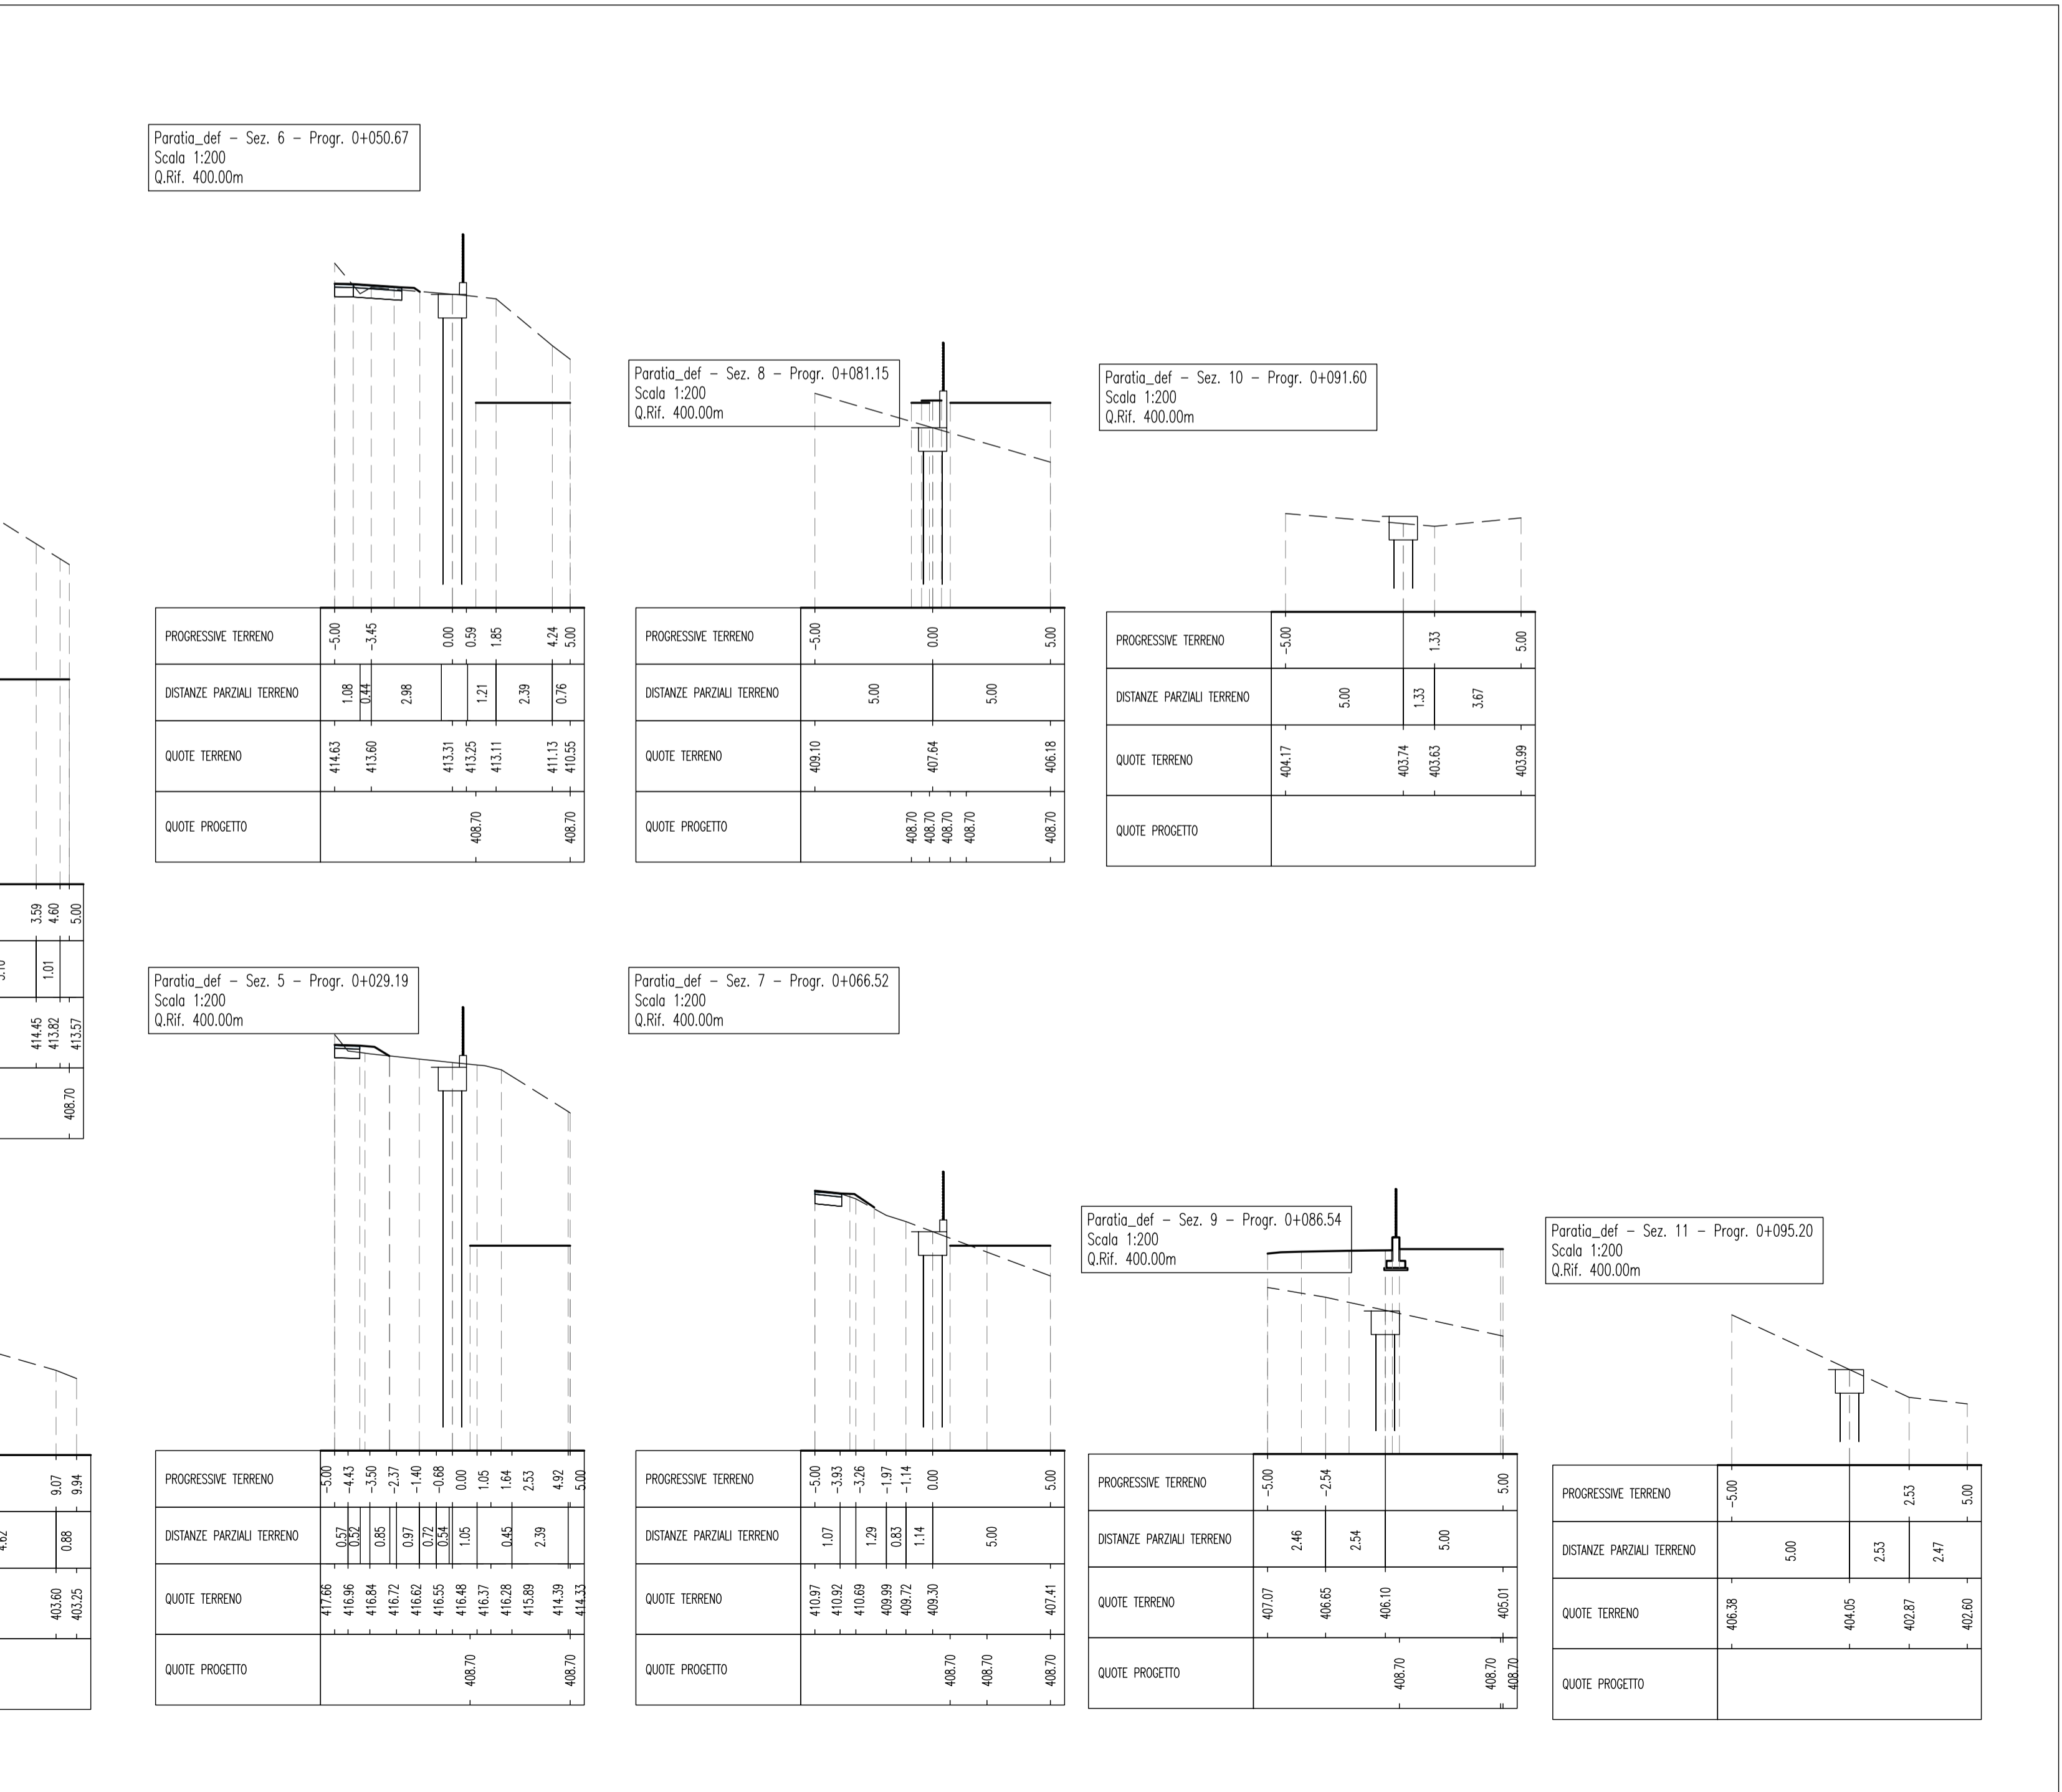 Paratia_def – Sez. 6 – Progr. 0+050.67
Scala 1:200
Q.Rif. 400.00m
PROGRESSIVE TERRENO -5.00 -3.45 0.00 0.59 1.85 4.24 5.00
DISTANZE PARZIALI TERRENO 1.08 0.44 2.98 1.21 2.39 0.76
QUOTE TERRENO 414.63 413.60 413.31 413.25 413.11 411.13 410.55
QUOTE PROGETTO 408.70 408.70
Paratia_def – Sez. 8 – Progr. 0+081.15
Scala 1:200
Q.Rif. 400.00m
PROGRESSIVE TERRENO -5.00 0.00 5.00
DISTANZE PARZIALI TERRENO 5.00 5.00
QUOTE TERRENO 409.10 407.64 406.18
QUOTE PROGETTO 408.70 408.70 408.70 408.70 408.70
Paratia_def – Sez. 10 – Progr. 0+091.60
Scala 1:200
Q.Rif. 400.00m
PROGRESSIVE TERRENO -5.00 1.33 5.00
DISTANZE PARZIALI TERRENO 5.00 1.33 3.67
QUOTE TERRENO 404.17 403.74 403.63 403.99
QUOTE PROGETTO
3.59 4.60 5.00
1.01
414.45 413.82 413.57
408.70
Paratia_def – Sez. 5 – Progr. 0+029.19
Scala 1:200
Q.Rif. 400.00m
PROGRESSIVE TERRENO -5.00 -4.43 -3.50 -2.37 -1.40 -0.68 0.00 1.05 1.64 2.53 4.92 5.00
DISTANZE PARZIALI TERRENO 0.57 0.52 0.85 0.97 0.72 0.54 1.05 0.45 2.39
QUOTE TERRENO 417.66 416.96 416.84 416.72 416.62 416.55 416.48 416.37 416.28 415.89 414.39 414.33
QUOTE PROGETTO 408.70 408.70
Paratia_def – Sez. 7 – Progr. 0+066.52
Scala 1:200
Q.Rif. 400.00m
PROGRESSIVE TERRENO -5.00 -3.93 -3.26 -1.97 -1.14 0.00 5.00
DISTANZE PARZIALI TERRENO 1.07 1.29 0.83 1.14 5.00
QUOTE TERRENO 410.97 410.92 410.69 409.99 409.72 409.30 407.41
QUOTE PROGETTO 408.70 408.70 408.70
Paratia_def – Sez. 9 – Progr. 0+086.54
Scala 1:200
Q.Rif. 400.00m
PROGRESSIVE TERRENO -5.00 -2.54 5.00
DISTANZE PARZIALI TERRENO 2.46 2.54 5.00
QUOTE TERRENO 407.07 406.65 406.10 405.01
QUOTE PROGETTO 408.70 408.70 408.70
Paratia_def – Sez. 11 – Progr. 0+095.20
Scala 1:200
Q.Rif. 400.00m
PROGRESSIVE TERRENO -5.00 2.53 5.00
DISTANZE PARZIALI TERRENO 5.00 2.53 2.47
QUOTE TERRENO 406.38 404.05 402.87 402.60
QUOTE PROGETTO
9.07 9.94
0.88
403.60 403.25